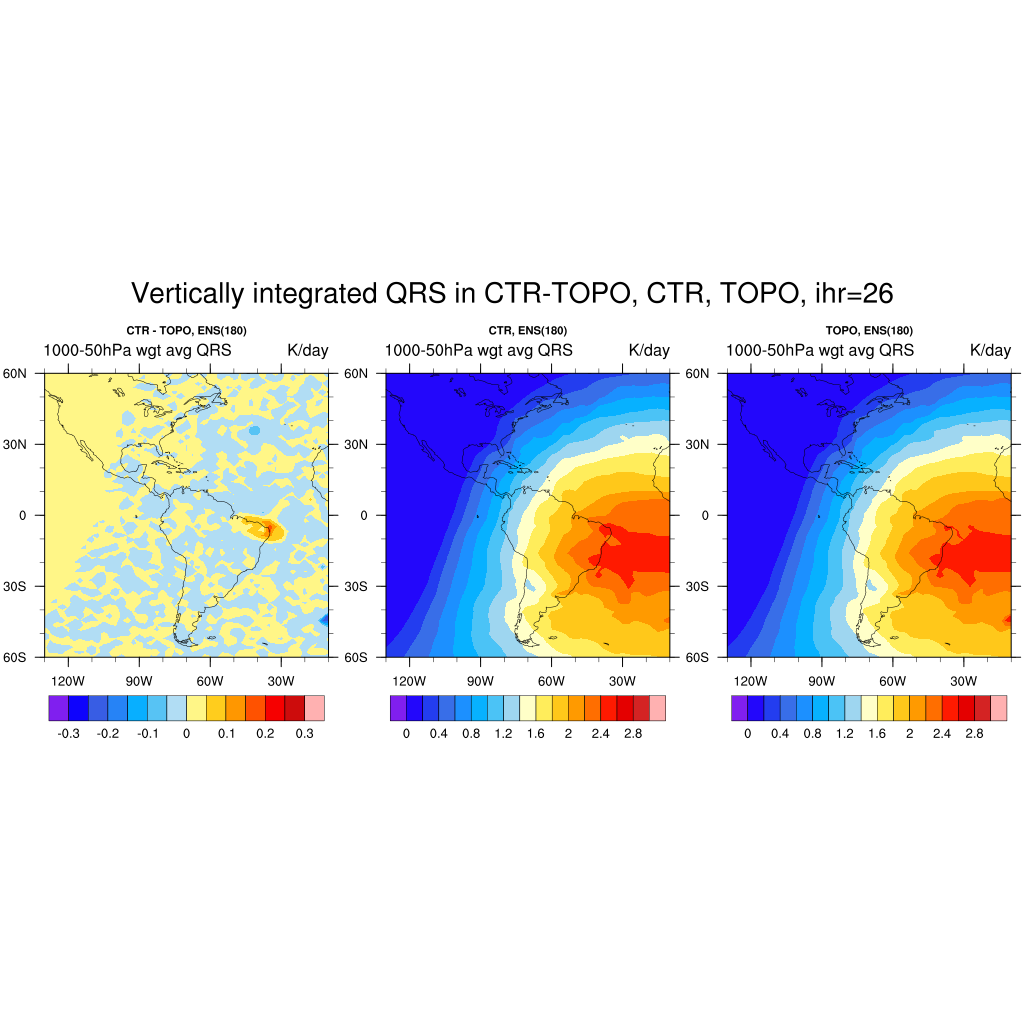 Vertically integrated QRS in CTR-TOPO, CTR, TOPO, ihr=26
CTR - TOPO, ENS(180)
1000-50hPa wgt avg QRS K/day
60N
30N
0
30S
60S
120W 90W 60W 30W
-0.3 -0.2 -0.1 0 0.1 0.2 0.3
CTR, ENS(180)
1000-50hPa wgt avg QRS K/day
60N
30N
0
30S
60S
120W 90W 60W 30W
0 0.4 0.8 1.2 1.6 2 2.4 2.8
TOPO, ENS(180)
1000-50hPa wgt avg QRS K/day
60N
30N
0
30S
60S
120W 90W 60W 30W
0 0.4 0.8 1.2 1.6 2 2.4 2.8